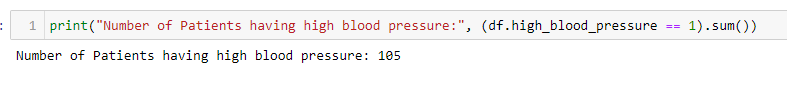 : 1 print("Number of Patients having high blood pressure:", (df.high_blood_pressure == 1).sum())
Number of Patients having high blood pressure: 105